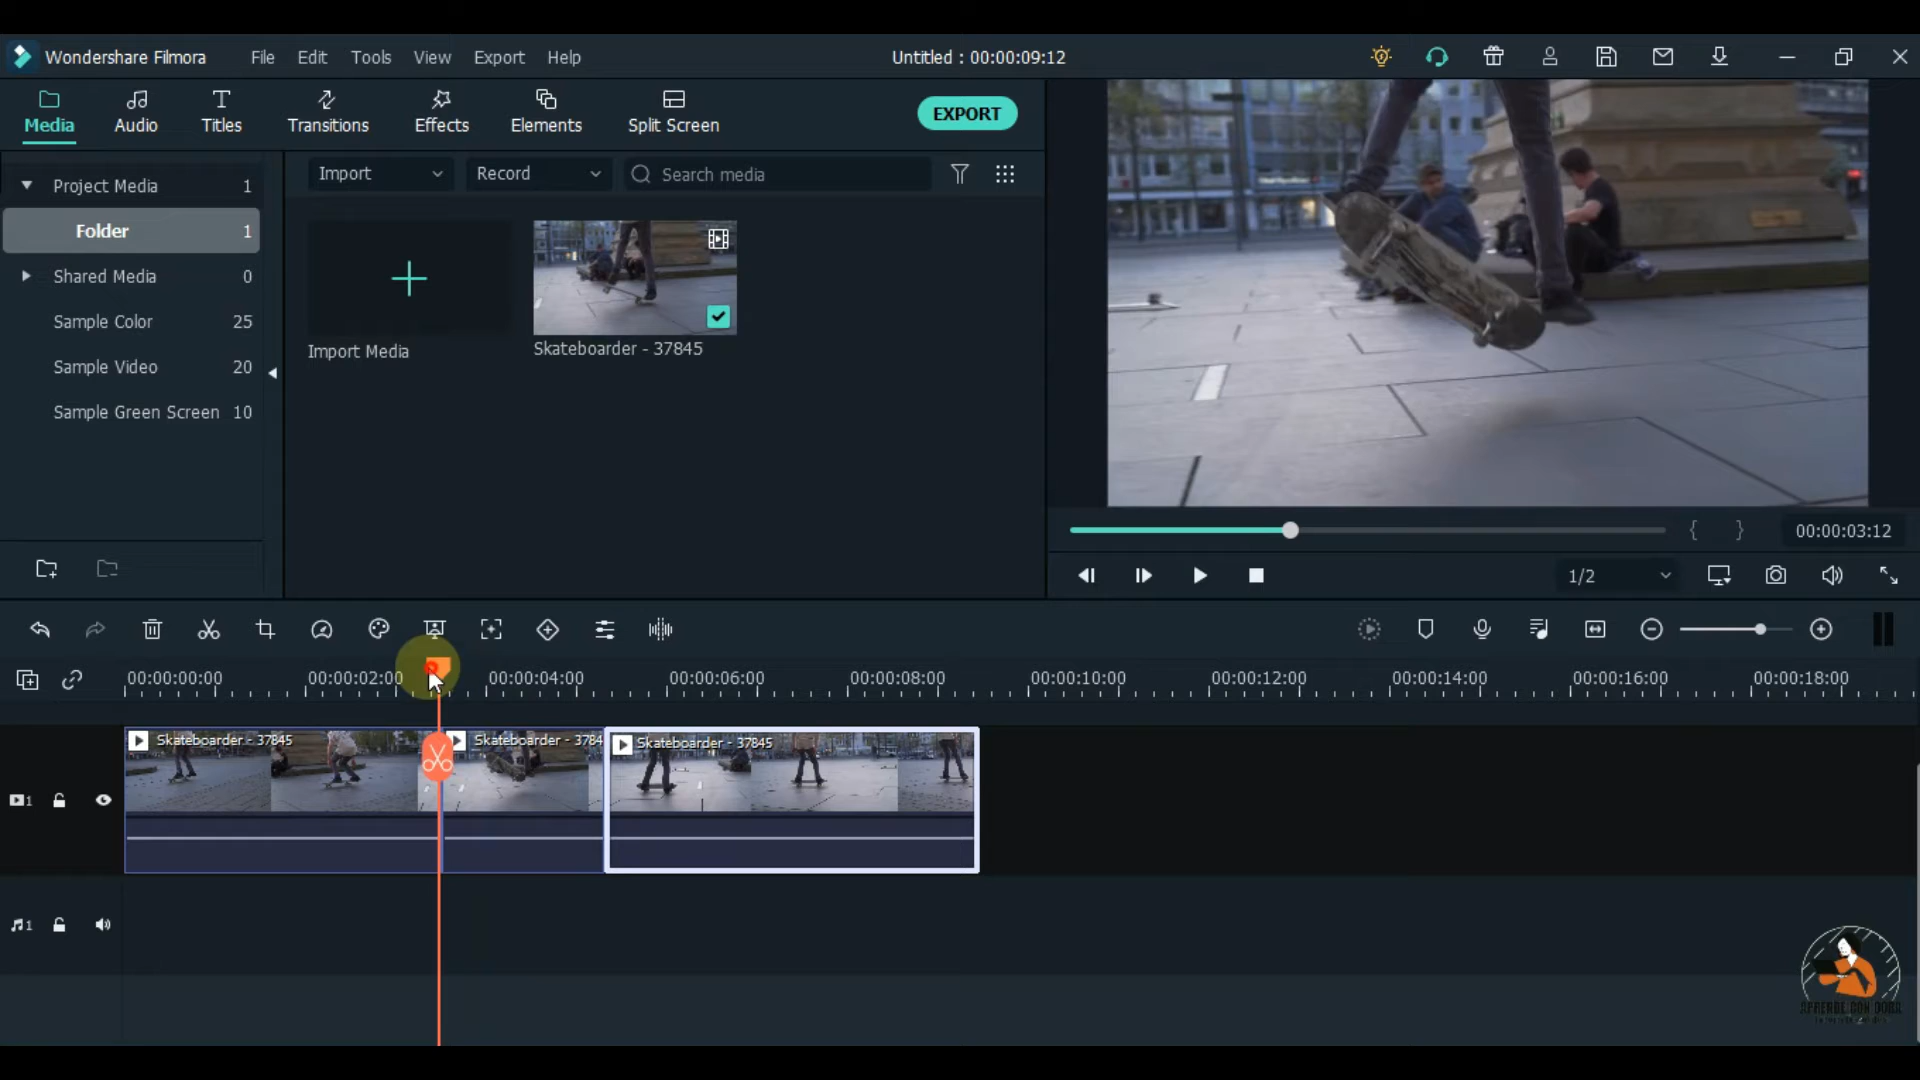 Wondershare Filmora File Edit Tools View Export Help Untitled : 00:00:09:12
Media Audio Titles Transitions Effects Elements Split Screen EXPORT
Project Media 1
Folder 1
Shared Media 0
Sample Color 25
Sample Video 20
Sample Green Screen 10
Import Record Search media
Import Media Skateboarder - 37845
{ } 00:00:03:12
1/2
00:00:00:00 00:00:02:00 00:00:04:00 00:00:06:00 00:00:08:00 00:00:10:00 00:00:12:00 00:00:14:00 00:00:16:00 00:00:18:00
Skateboarder - 37845 Skateboarder - 3784 Skateboarder - 37845
1
1
APRENDE CON DORA